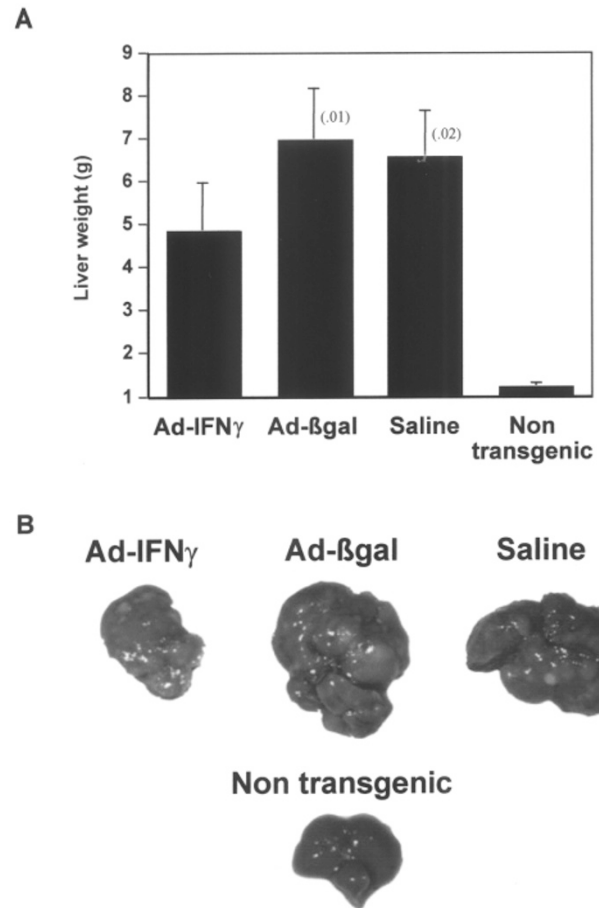 A
9
8
7
6
5
4
3
2
1
Liver weight (g)
(.01)
(.02)
Ad-IFNγ
Ad-ßgal
Saline
Non
transgenic
B
Ad-IFNγ
Ad-ßgal
Saline
Non transgenic